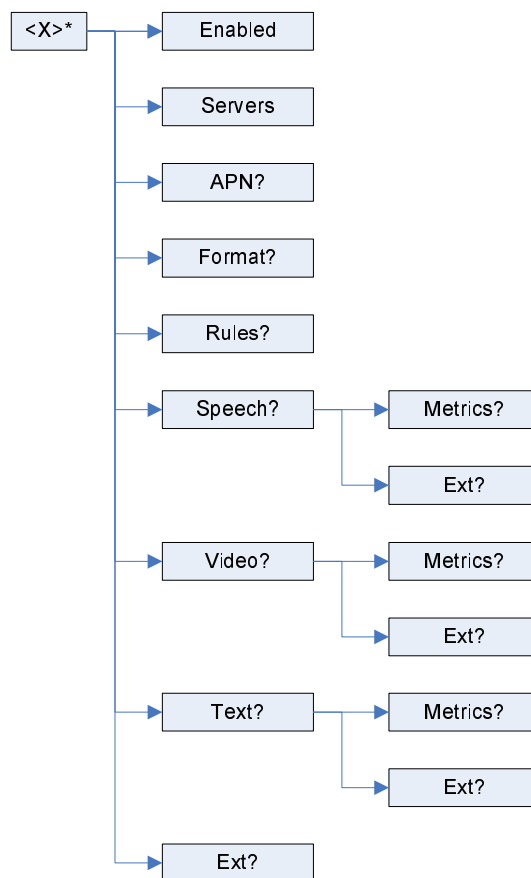 <X>*
Enabled
Servers
APN?
Format?
Rules?
Speech?
Metrics?
Ext?
Video?
Metrics?
Ext?
Text?
Metrics?
Ext?
Ext?